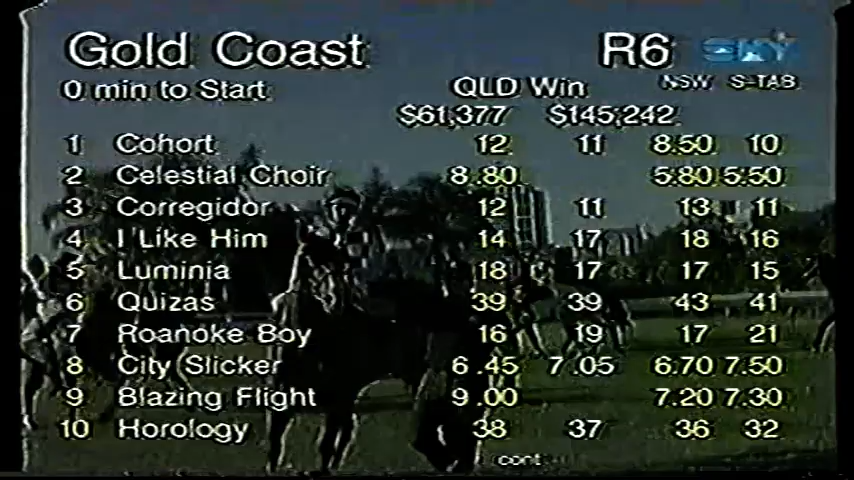 Gold Coast R6 SKY
0 min to Start QLD Win NSW S-TAB
$61,377 $145,242
1 Cohort 12 11 8.50 10
2 Celestial Choir 8.80 5.80 5.50
3 Corregidor 12 11 13 11
4 I Like Him 14 17 18 16
5 Luminia 18 17 17 15
6 Quizas 39 39 43 41
7 Roanoke Boy 16 19 17 21
8 City Slicker 6.45 7.05 6.70 7.50
9 Blazing Flight 9.00 7.20 7.30
10 Horology 38 37 36 32
cont